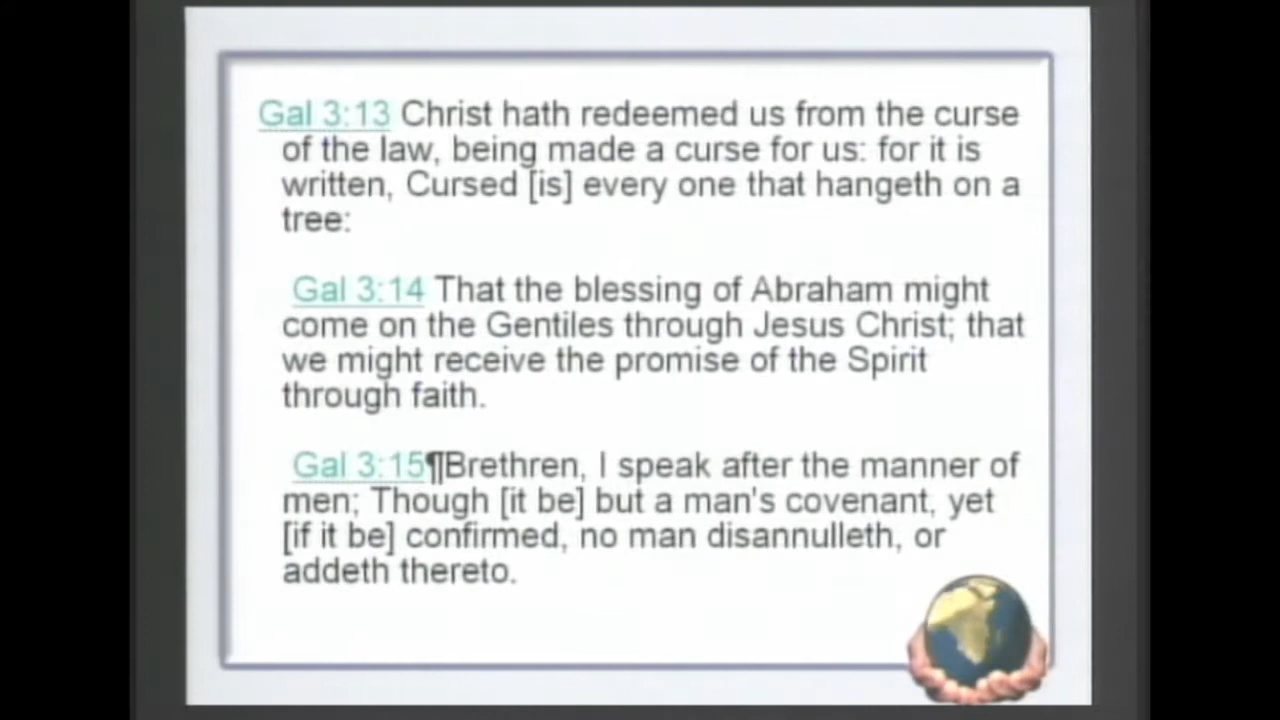 Gal 3:13 Christ hath redeemed us from the curse
of the law, being made a curse for us: for it is
written, Cursed [is] every one that hangeth on a
tree:
Gal 3:14 That the blessing of Abraham might
come on the Gentiles through Jesus Christ; that
we might receive the promise of the Spirit
through faith.
Gal 3:15¶Brethren, I speak after the manner of
men; Though [it be] but a man's covenant, yet
[if it be] confirmed, no man disannulleth, or
addeth thereto.